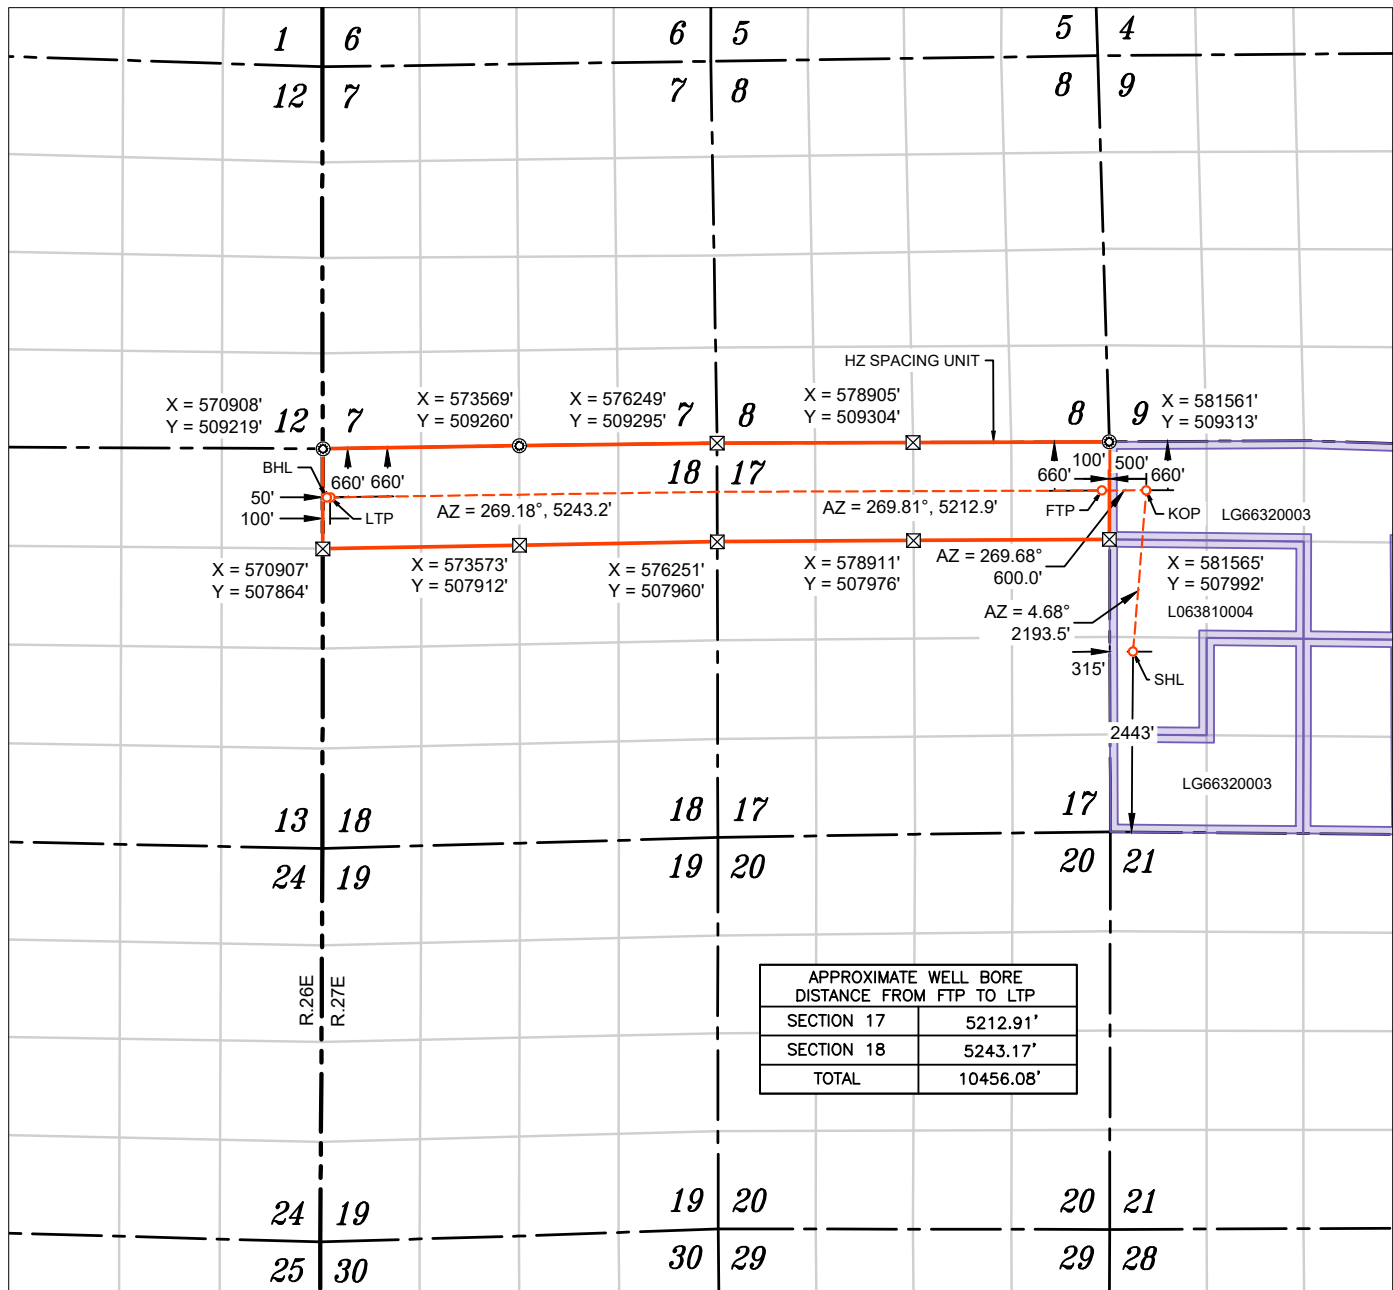 1 6
6 5
5 4
12 7
7 8
8 9
HZ SPACING UNIT
X = 570908'
Y = 509219'
X = 573569'
Y = 509260'
X = 576249'
Y = 509295'
X = 578905'
Y = 509304'
X = 581561'
Y = 509313'
12 7
7 8
8 9
18 17
BHL
660' 660'
50'
100'
LTP
AZ = 269.18°, 5243.2'
AZ = 269.81°, 5212.9'
100' 500'
660' 660'
FTP
KOP
LG66320003
AZ = 269.68°
600.0'
X = 570907'
Y = 507864'
X = 573573'
Y = 507912'
X = 576251'
Y = 507960'
X = 578911'
Y = 507976'
X = 581565'
Y = 507992'
AZ = 4.68°
2193.5'
L063810004
315'
SHL
2443'
LG66320003
13 18
18 17
17
24 19
19 20
20 21
R.26E
R.27E
APPROXIMATE WELL BORE
DISTANCE FROM FTP TO LTP
SECTION 17 5212.91'
SECTION 18 5243.17'
TOTAL 10456.08'
24 19
19 20
20 21
25 30
30 29
29 28